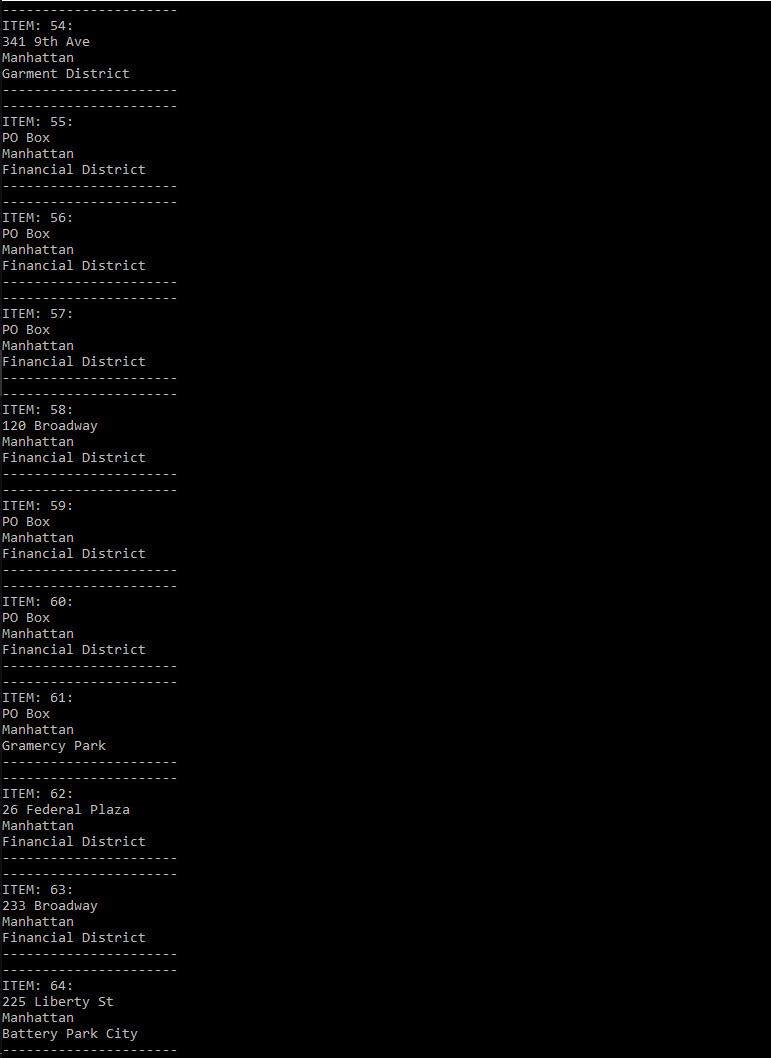 ----------------------
ITEM: 54:
341 9th Ave
Manhattan
Garment District
----------------------
----------------------
ITEM: 55:
PO Box
Manhattan
Financial District
----------------------
----------------------
ITEM: 56:
PO Box
Manhattan
Financial District
----------------------
----------------------
ITEM: 57:
PO Box
Manhattan
Financial District
----------------------
----------------------
ITEM: 58:
120 Broadway
Manhattan
Financial District
----------------------
----------------------
ITEM: 59:
PO Box
Manhattan
Financial District
----------------------
----------------------
ITEM: 60:
PO Box
Manhattan
Financial District
----------------------
----------------------
ITEM: 61:
PO Box
Manhattan
Gramercy Park
----------------------
----------------------
ITEM: 62:
26 Federal Plaza
Manhattan
Financial District
----------------------
----------------------
ITEM: 63:
233 Broadway
Manhattan
Financial District
----------------------
----------------------
ITEM: 64:
225 Liberty St
Manhattan
Battery Park City
----------------------